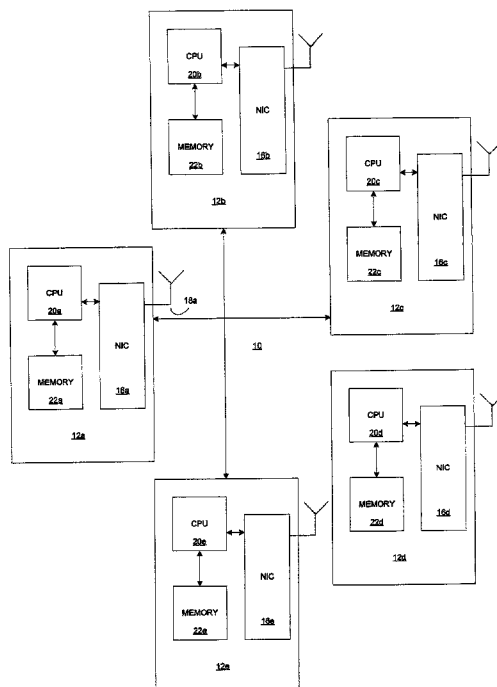 CPU
20b
NIC
16b
MEMORY
22b
12b
CPU
20c
NIC
16c
MEMORY
22c
12c
CPU
20a
NIC
16a
MEMORY
22a
12a
18a
10
CPU
20d
NIC
16d
MEMORY
22d
12d
CPU
20e
NIC
16e
MEMORY
22e
12e